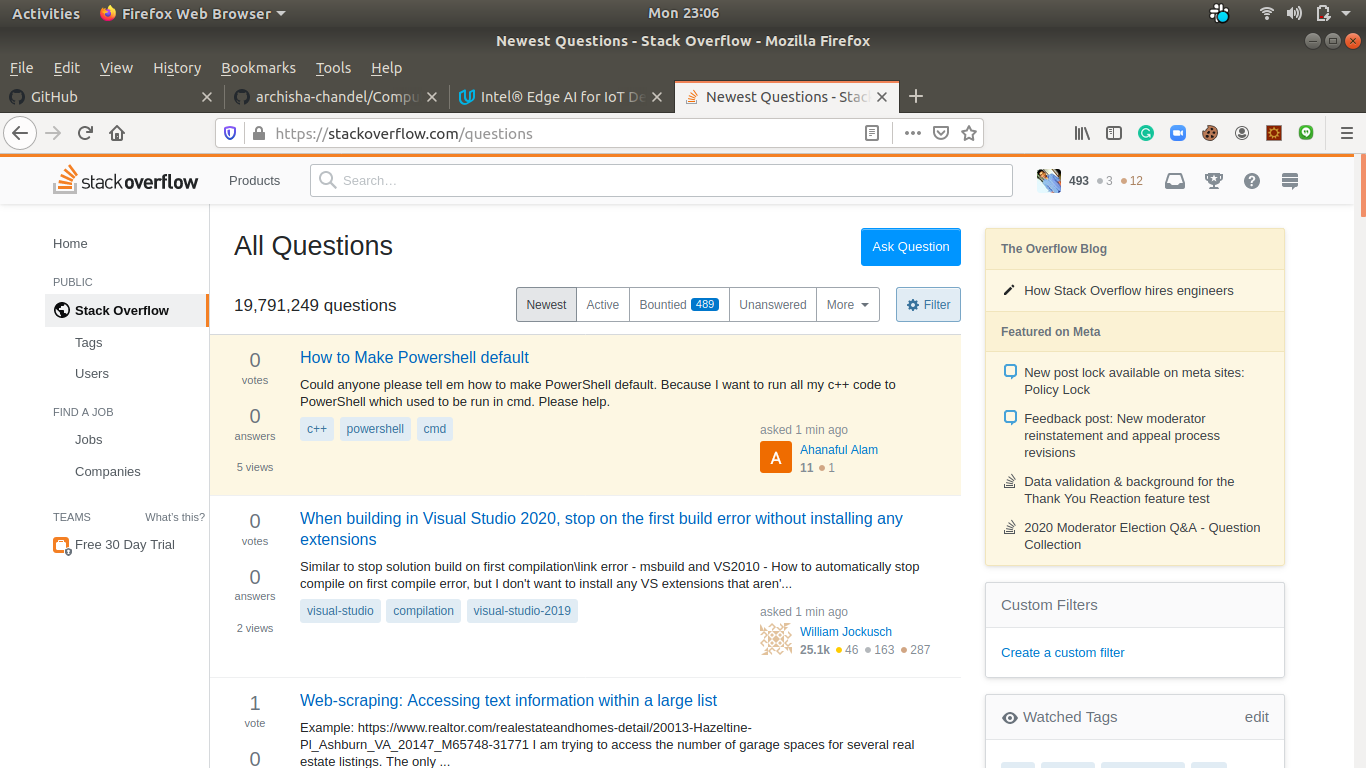 Activities
Firefox Web Browser
Mon 23:06
Newest Questions - Stack Overflow - Mozilla Firefox
File Edit View History Bookmarks Tools Help
GitHub
archisha-chandel/Compu
Intel® Edge AI for IoT De
Newest Questions - Stac
https://stackoverflow.com/questions
stackoverflow
Products
Search…
493 3 12
Home
PUBLIC
Stack Overflow
Tags
Users
FIND A JOB
Jobs
Companies
TEAMS What's this?
Free 30 Day Trial
All Questions
Ask Question
19,791,249 questions
Newest Active Bountied 489 Unanswered More
Filter
0
votes
0
answers
5 views
How to Make Powershell default
Could anyone please tell em how to make PowerShell default. Because I want to run all my c++ code to
PowerShell which used to be run in cmd. Please help.
c++ powershell cmd
asked 1 min ago
A
Ahanaful Alam
11 1
0
votes
0
answers
2 views
When building in Visual Studio 2020, stop on the first build error without installing any
extensions
Similar to stop solution build on first compilation\link error - msbuild and VS2010 - How to automatically stop
compile on first compile error, but I don't want to install any VS extensions that aren'...
visual-studio compilation visual-studio-2019
asked 1 min ago
William Jockusch
25.1k 46 163 287
1
vote
0
Web-scraping: Accessing text information within a large list
Example: https://www.realtor.com/realestateandhomes-detail/20013-Hazeltine-
Pl_Ashburn_VA_20147_M65748-31771 I am trying to access the number of garage spaces for several real
estate listings. The only ...
The Overflow Blog
How Stack Overflow hires engineers
Featured on Meta
New post lock available on meta sites:
Policy Lock
Feedback post: New moderator
reinstatement and appeal process
revisions
Data validation & background for the
Thank You Reaction feature test
2020 Moderator Election Q&A - Question
Collection
Custom Filters
Create a custom filter
Watched Tags edit